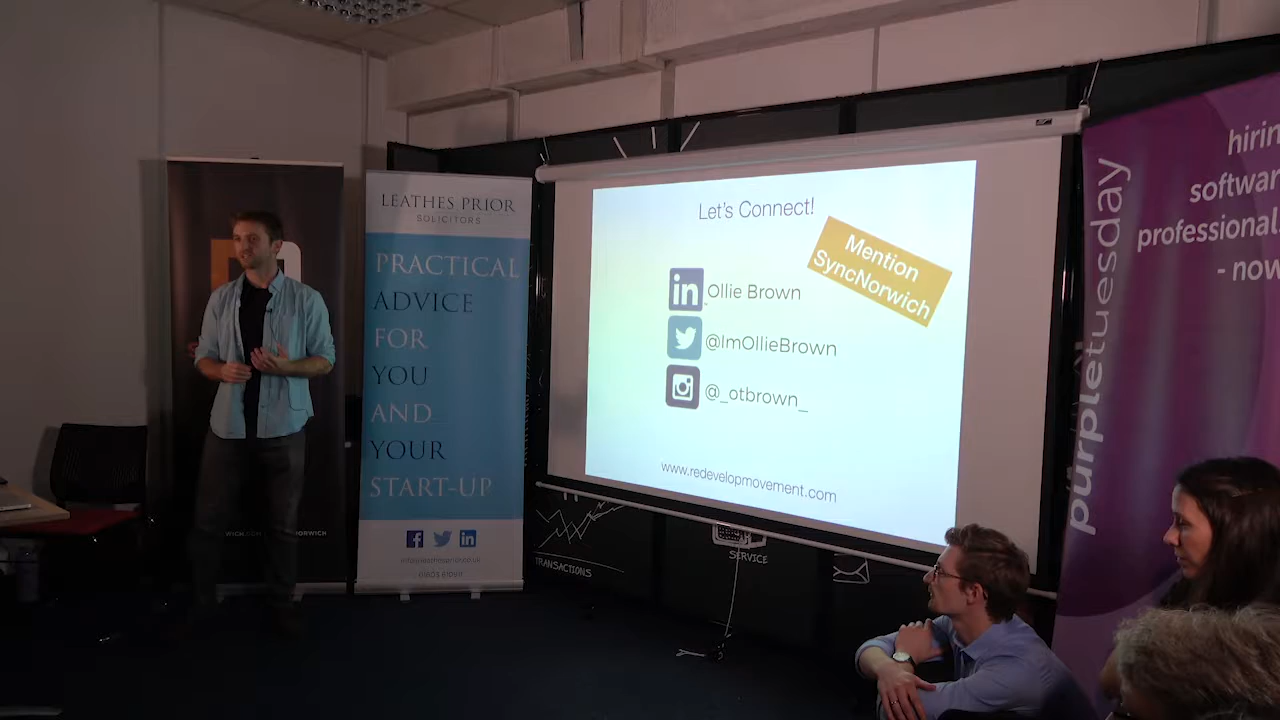 LEATHES PRIOR
SOLICITORS
PRACTICAL
ADVICE
FOR
YOU
AND
YOUR
START-UP
Let's Connect!
Mention
SyncNorwich
in Ollie Brown
@ImOllieBrown
@_otbrown_
www.redevelopmovement.com
TRANSACTIONS
SERVICE
purpletuesday
hirin
softwar
professional
- now